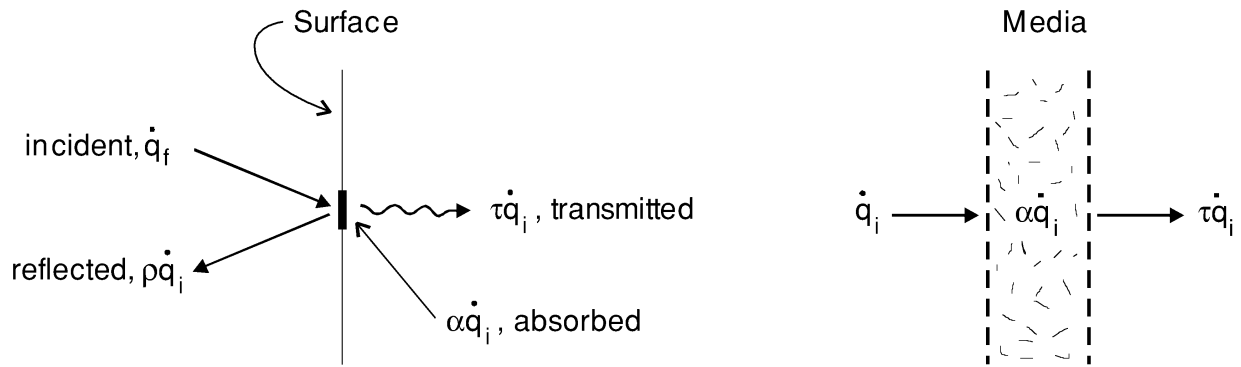 Surface
incident, q̇f
τq̇i , transmitted
reflected, ρq̇i
αq̇i , absorbed
Media
q̇i
αq̇i
τq̇i